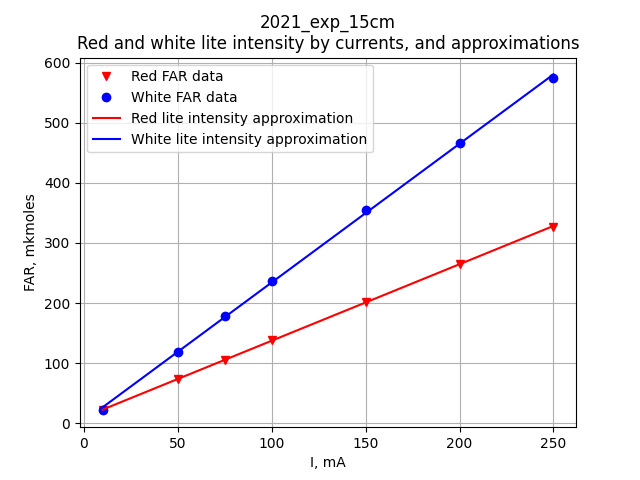 2021_exp_15cm
Red and white lite intensity by currents, and approximations
Red FAR data
White FAR data
Red lite intensity approximation
White lite intensity approximation
FAR, mkmoles
600
500
400
300
200
100
0
0 50 100 150 200 250
I, mA